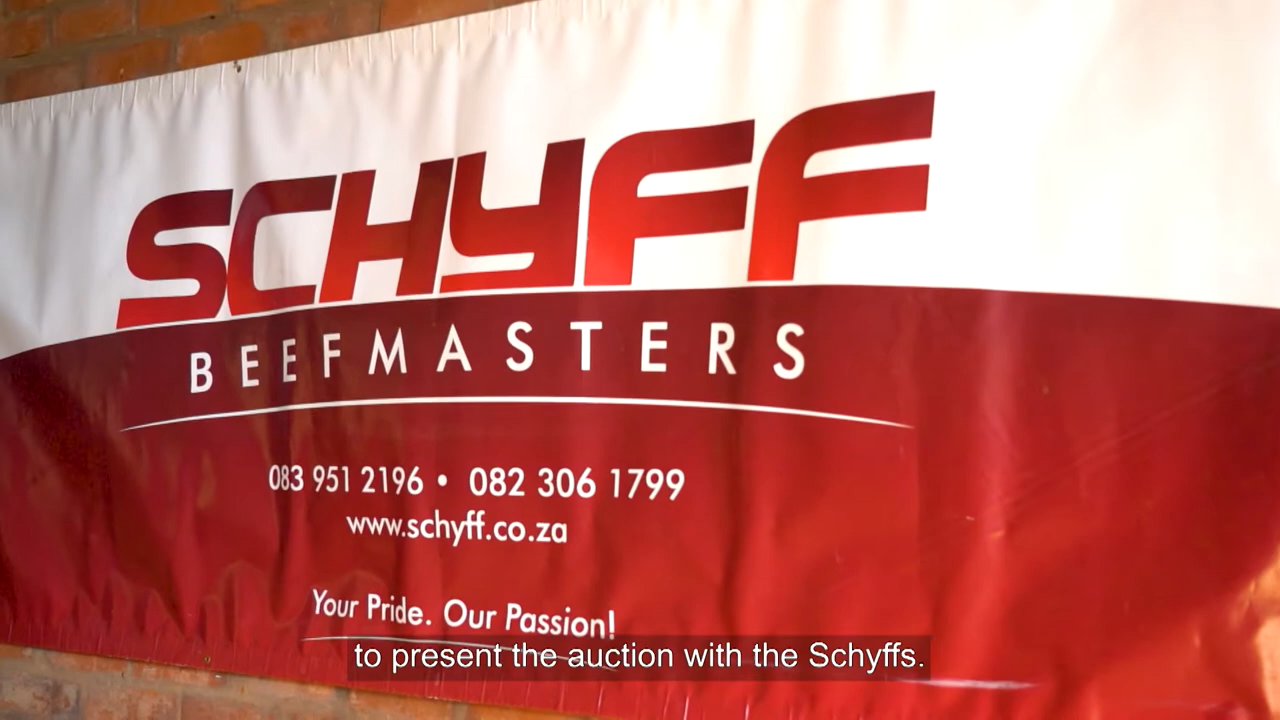 SCHYFF
BEEFMASTERS
083 951 2196 • 082 306 1799
www.schyff.co.za
Your Pride. Our Passion!
to present the auction with the Schyffs.